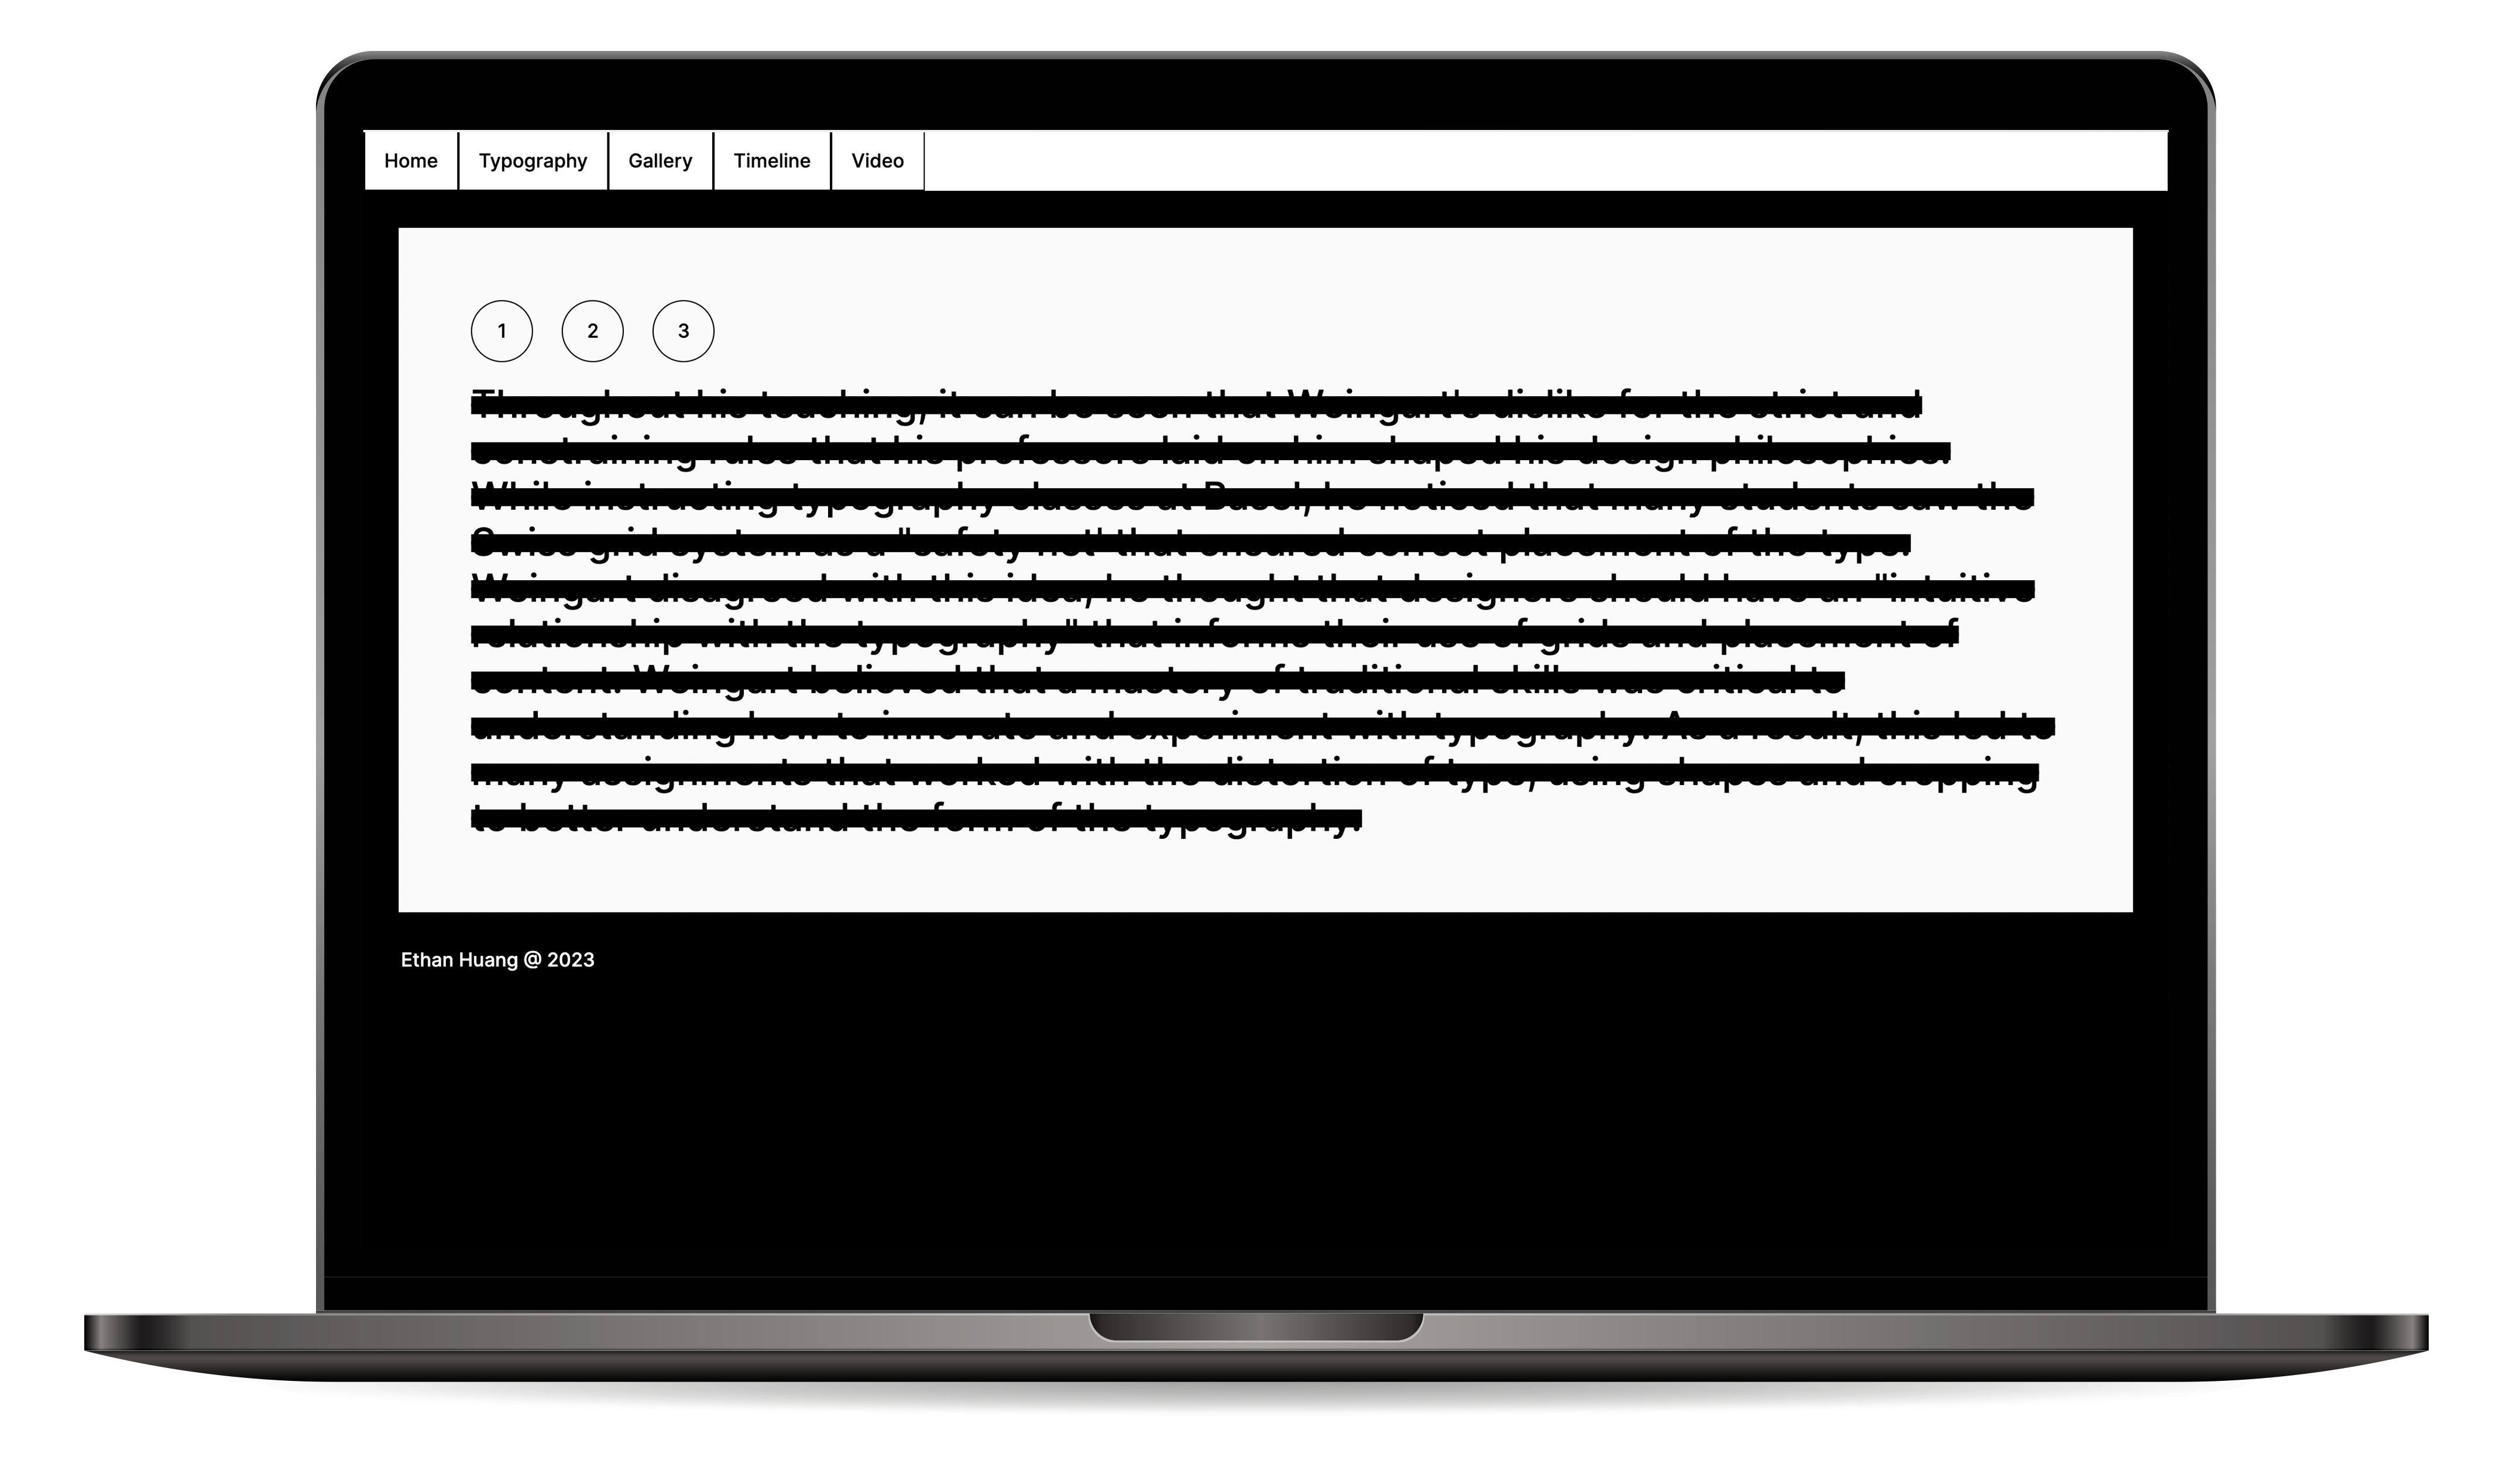 Home Typography Gallery Timeline Video
1 2 3
Throughout his teaching, it can be seen that Weingart's dislike for the strict and
constraining rules that his professors laid on him shaped his design philosophies.
While instructing typography classes at Basel, he noticed that many students saw the
Swiss grid system as a "safety net" that ensured correct placement of the type.
Weingart disagreed with this idea, he thought that designers should have an "intuitive
relationship with the typography" that informs their use of grids and placement of
content. Weingart believed that a mastery of traditional skills was critical to
understanding how to innovate and experiment with typography. As a result, this led to
many assignments that worked with the distortion of type, using shapes and cropping
to better understand the form of the typography.
Ethan Huang @ 2023